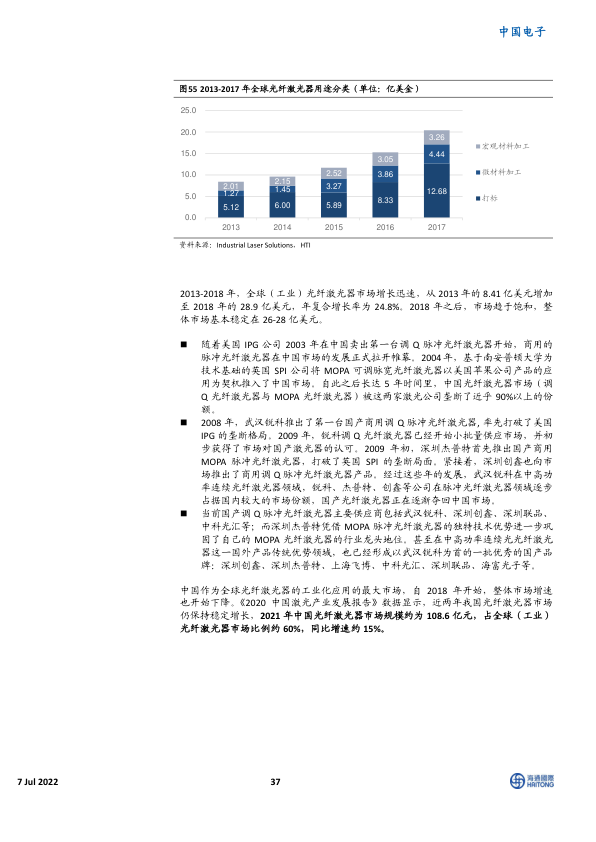 中国电子
图55 2013-2017 年全球光纤激光器用途分类（单位：亿美金）
25.0
20.0
15.0
10.0
5.0
0.0
2.01
1.27
5.12
2.15
1.45
6.00
2.52
3.27
5.89
3.05
3.86
8.33
3.26
4.44
12.68
2013 2014 2015 2016 2017
宏观材料加工
微材料加工
打标
资料来源：Industrial Laser Solutions，HTI
2013-2018 年，全球（工业）光纤激光器市场增长迅速，从 2013 年的 8.41 亿美元增加
至 2018 年的 28.9 亿美元，年复合增长率为 24.8%。2018 年之后，市场趋于饱和，整
体市场基本稳定在 26-28 亿美元。
■ 随着美国 IPG 公司 2003 年在中国卖出第一台调 Q 脉冲光纤激光器开始，商用的
脉冲光纤激光器在中国市场的发展正式拉开帷幕。2004 年，基于南安普顿大学为
技术基础的英国 SPI 公司将 MOPA 可调脉宽光纤激光器以美国苹果公司产品的应
用为契机推入了中国市场。自此之后长达 5 年时间里，中国光纤激光器市场（调
Q 光纤激光器与 MOPA 光纤激光器）被这两家激光公司垄断了近乎 90%以上的份
额。
■ 2008 年，武汉锐科推出了第一台国产商用调 Q 脉冲光纤激光器,率先打破了美国
IPG 的垄断格局。2009 年，锐科调 Q 光纤激光器已经开始小批量供应市场，并初
步获得了市场对国产激光器的认可。2009 年初，深圳杰普特首先推出国产商用
MOPA 脉冲光纤激光器，打破了英国 SPI 的垄断局面。紧接着，深圳创鑫也向市
场推出了商用调 Q 脉冲光纤激光器产品。经过这些年的发展，武汉锐科在中高功
率连续光纤激光器领域，锐科、杰普特、创鑫等公司在脉冲光纤激光器领域逐步
占据国内较大的市场份额，国产光纤激光器正在逐渐夺回中国市场。
■ 当前国产调 Q 脉冲光纤激光器主要供应商包括武汉锐科、深圳创鑫、深圳联品、
中科光汇等；而深圳杰普特凭借 MOPA 脉冲光纤激光器的独特技术优势进一步巩
固了自己的 MOPA 光纤激光器的行业龙头地位。甚至在中高功率连续光光纤激光
器这一国外产品传统优势领域，也已经形成以武汉锐科为首的一批优秀的国产品
牌：深圳创鑫、深圳杰普特、上海飞博、中科光汇、深圳联品、海富光子等。
中国作为全球光纤激光器的工业化应用的最大市场，自 2018 年开始，整体市场增速
也开始下降。《2020 中国激光产业发展报告》数据显示，近两年我国光纤激光器市场
仍保持稳定增长，2021 年中国光纤激光器市场规模约为 108.6 亿元，占全球（工业）
光纤激光器市场比例约 60%，同比增速约 15%。
7 Jul 2022
37
海通國際
HAITONG